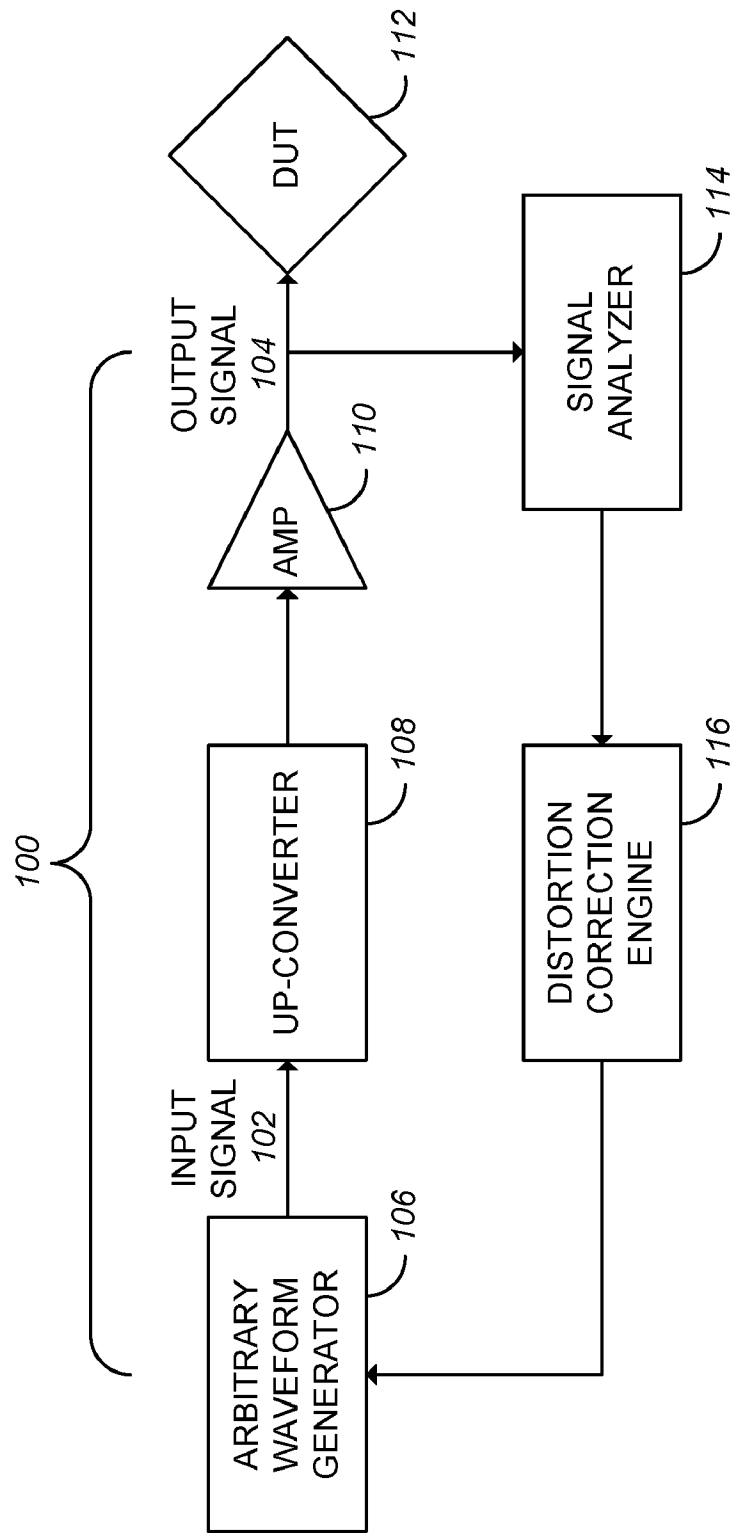 100
ARBITRARY
WAVEFORM
GENERATOR
106
INPUT
SIGNAL
102
UP-CONVERTER
108
AMP
110
OUTPUT
SIGNAL
104
DUT
112
SIGNAL
ANALYZER
114
DISTORTION
CORRECTION
ENGINE
116